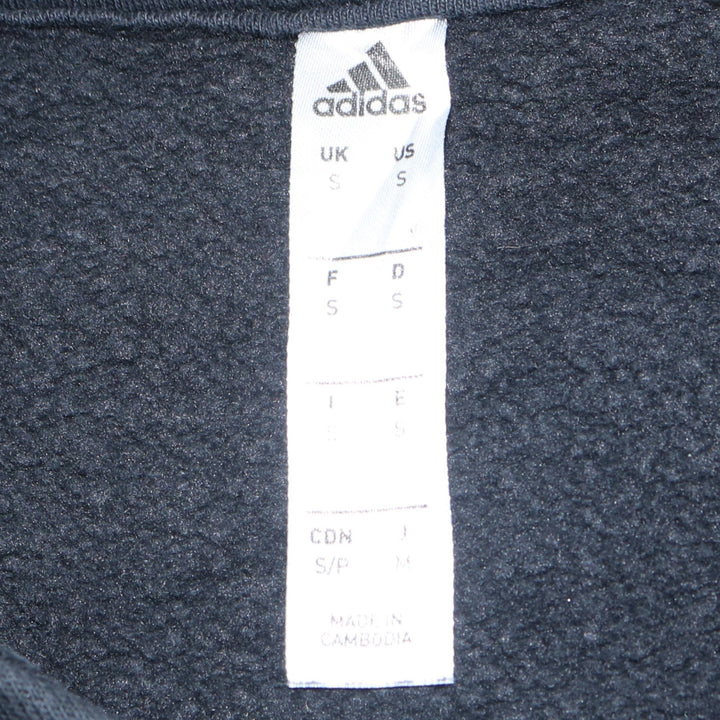 adidas
UK US
S S
F D
S S
I E
S S
CDN J
S/P M
MADE IN
CAMBODIA